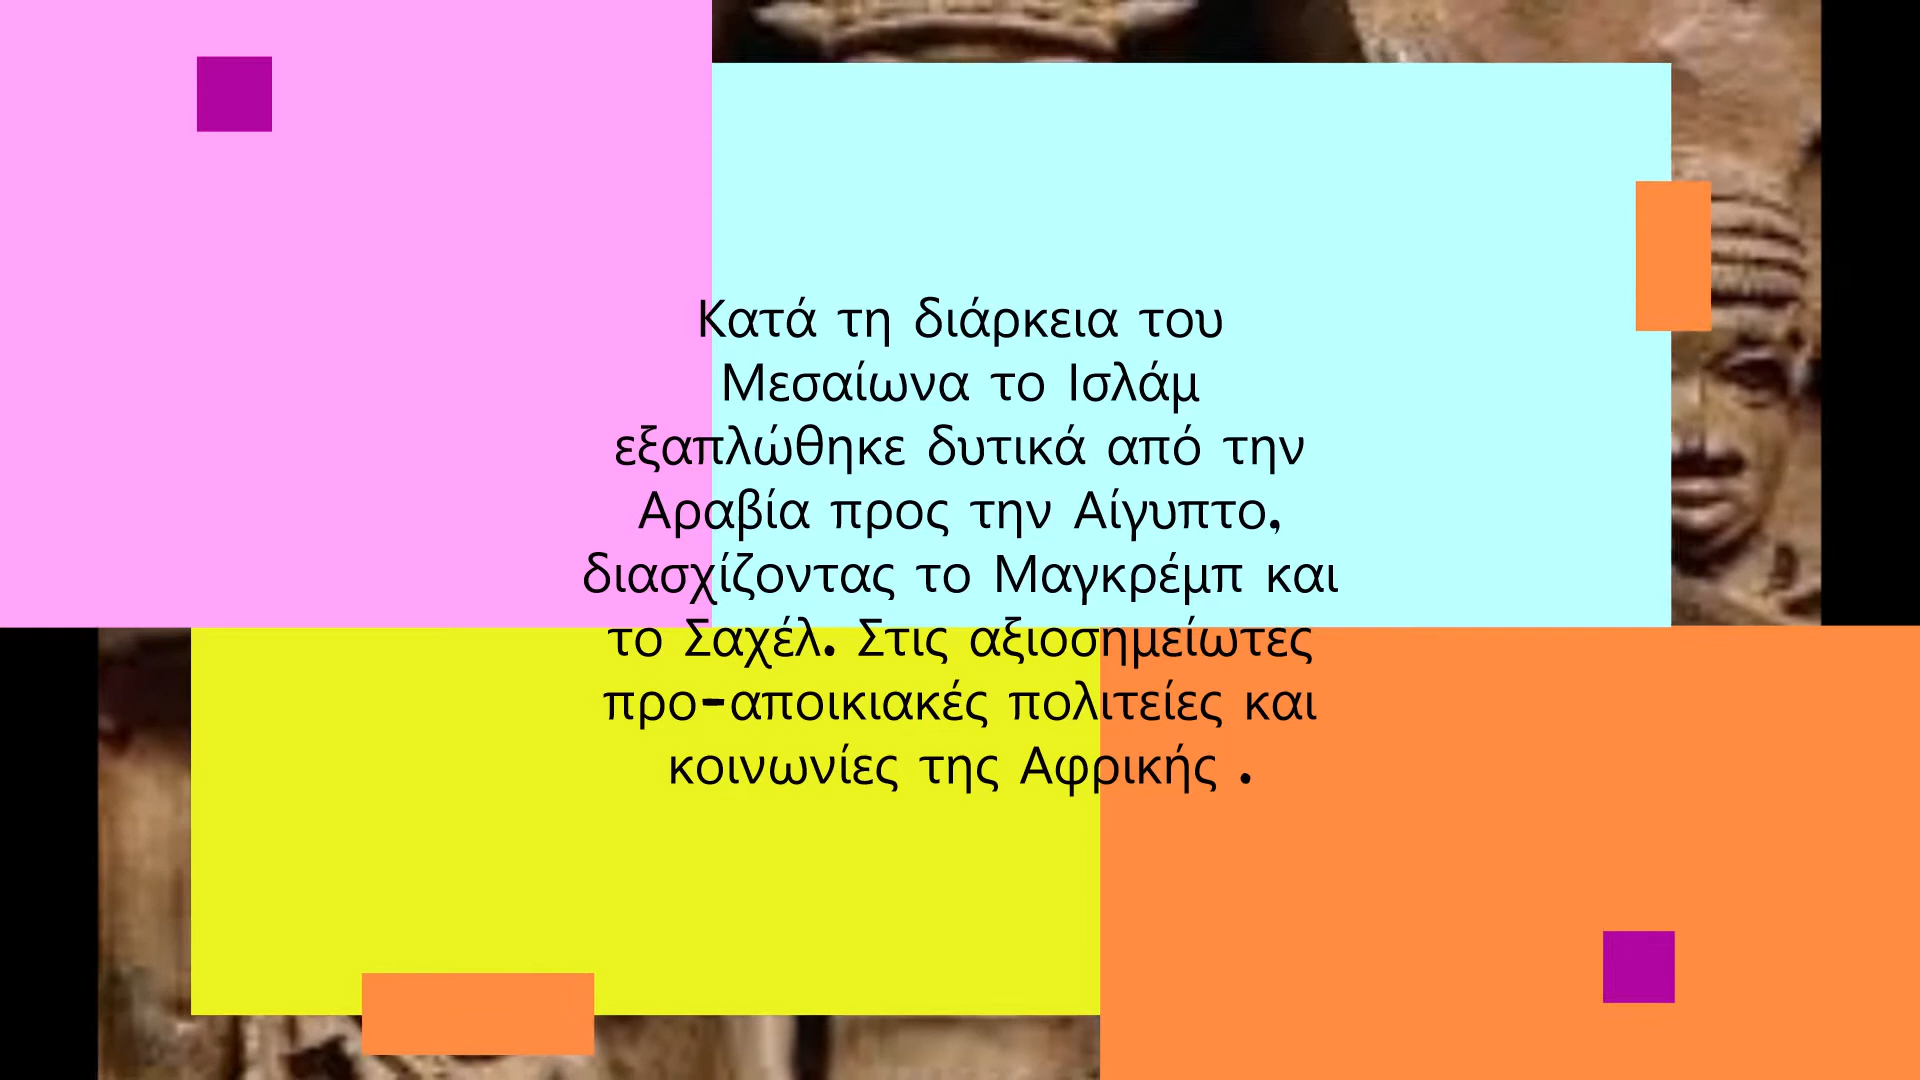 Κατά τη διάρκεια του
Μεσαίωνα το Ισλάμ
εξαπλώθηκε δυτικά από την
Αραβία προς την Αίγυπτο,
διασχίζοντας το Μαγκρέμπ και
το Σαχέλ. Στις αξιοσημείωτες
προ-αποικιακές πολιτείες και
κοινωνίες της Αφρικής .